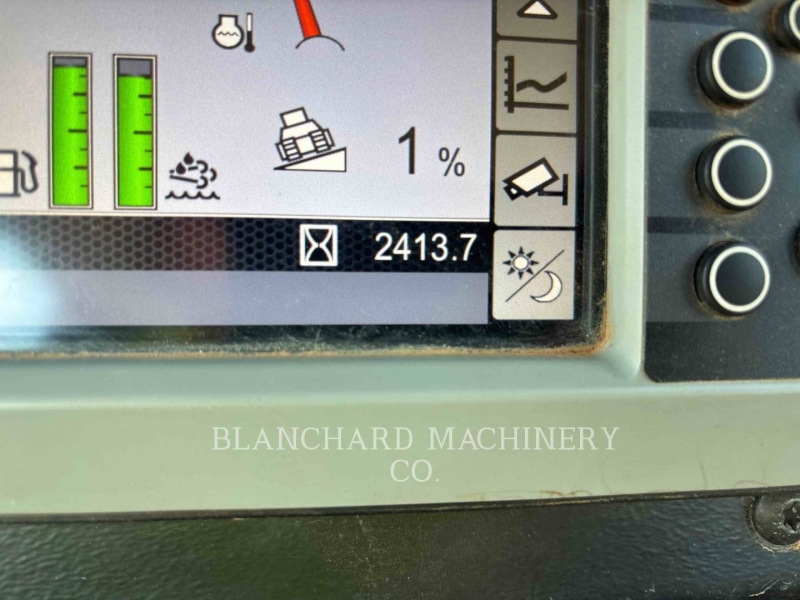 1 %
2413.7
BLANCHARD MACHINERY
CO.